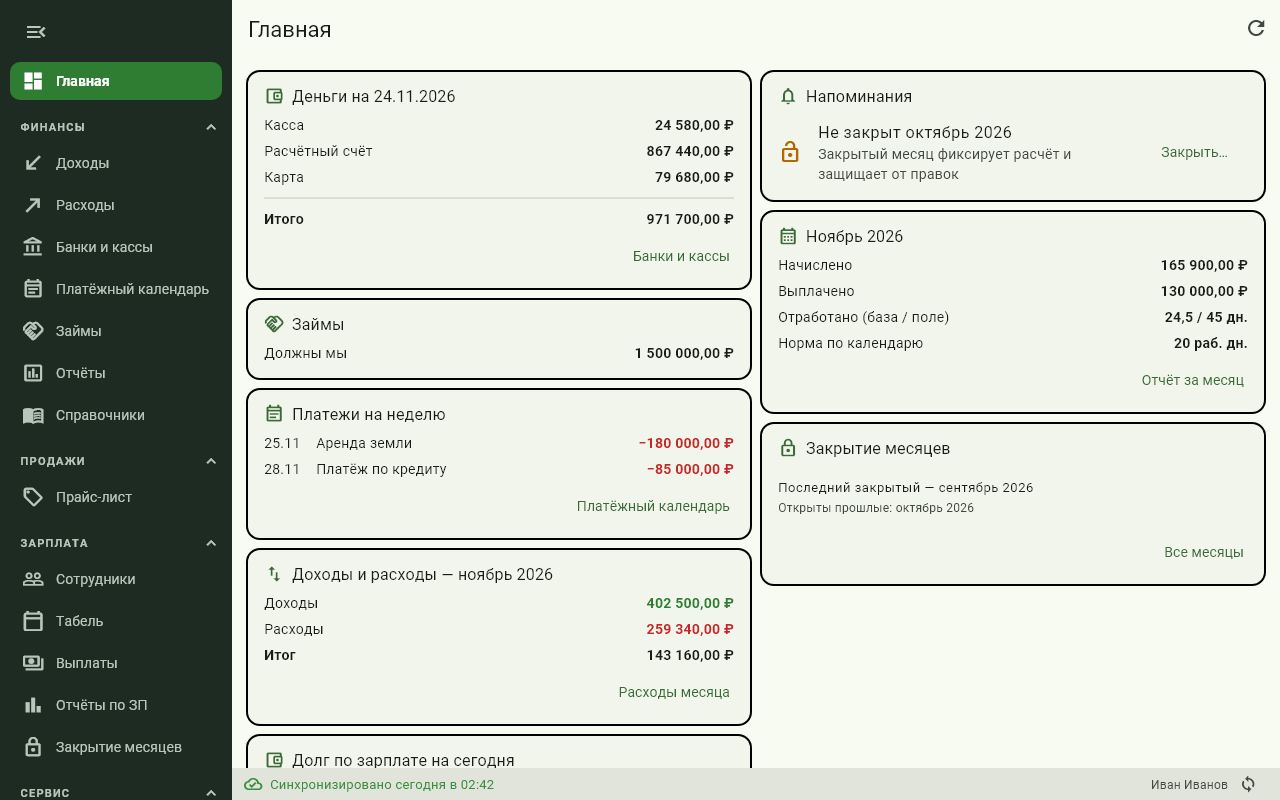 Главная
ФИНАНСЫ
Доходы
Расходы
Банки и кассы
Платёжный календарь
Займы
Отчёты
Справочники
ПРОДАЖИ
Прайс-лист
ЗАРПЛАТА
Сотрудники
Табель
Выплаты
Отчёты по ЗП
Закрытие месяцев
СЕРВИС
Главная
Деньги на 24.11.2026
Касса 24 580,00 ₽
Расчётный счёт 867 440,00 ₽
Карта 79 680,00 ₽
Итого 971 700,00 ₽
Банки и кассы
Займы
Должны мы 1 500 000,00 ₽
Платежи на неделю
25.11 Аренда земли −180 000,00 ₽
28.11 Платёж по кредиту −85 000,00 ₽
Платёжный календарь
Доходы и расходы — ноябрь 2026
Доходы 402 500,00 ₽
Расходы 259 340,00 ₽
Итог 143 160,00 ₽
Расходы месяца
Долг по зарплате на сегодня
Напоминания
Не закрыт октябрь 2026
Закрытый месяц фиксирует расчёт и
защищает от правок
Закрыть…
Ноябрь 2026
Начислено 165 900,00 ₽
Выплачено 130 000,00 ₽
Отработано (база / поле) 24,5 / 45 дн.
Норма по календарю 20 раб. дн.
Отчёт за месяц
Закрытие месяцев
Последний закрытый — сентябрь 2026
Открыты прошлые: октябрь 2026
Все месяцы
Синхронизировано сегодня в 02:42
Иван Иванов